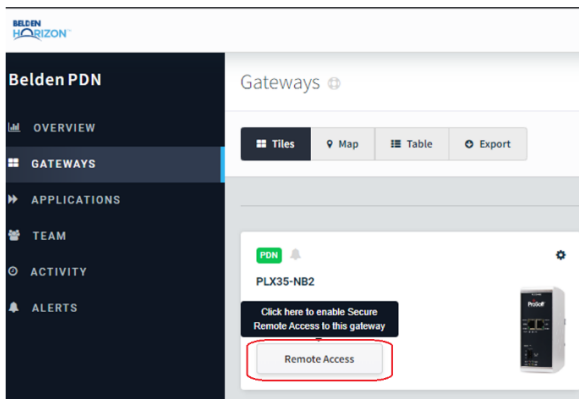 BELDEN
HORIZON
Belden PDN
OVERVIEW
GATEWAYS
APPLICATIONS
TEAM
ACTIVITY
ALERTS
Gateways
Tiles
Map
Table
Export
PDN
PLX35-NB2
Click here to enable Secure
Remote Access to this gateway
Remote Access
ProSoft